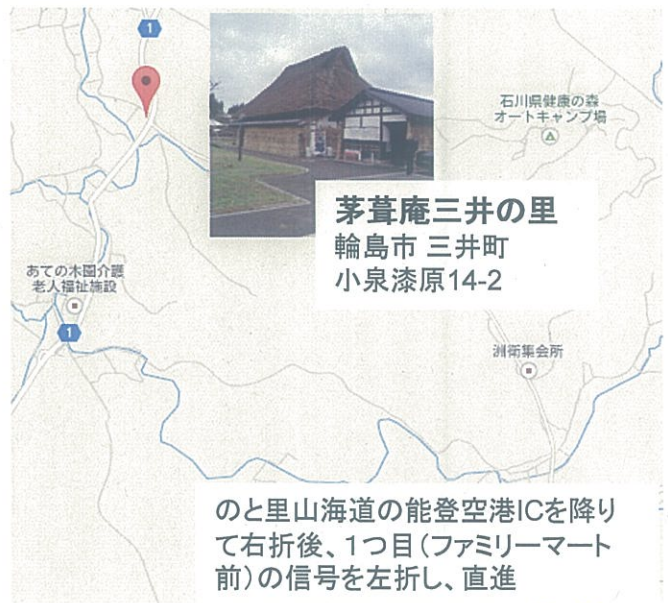 1
石川県健康の森
オートキャンプ場
茅葺庵三井の里
輪島市 三井町
小泉漆原14-2
あての木園介護
老人福祉施設
1
洲衛集会所
のと里山海道の能登空港ICを降り
て右折後、1つ目（ファミリーマート
前）の信号を左折し、直進